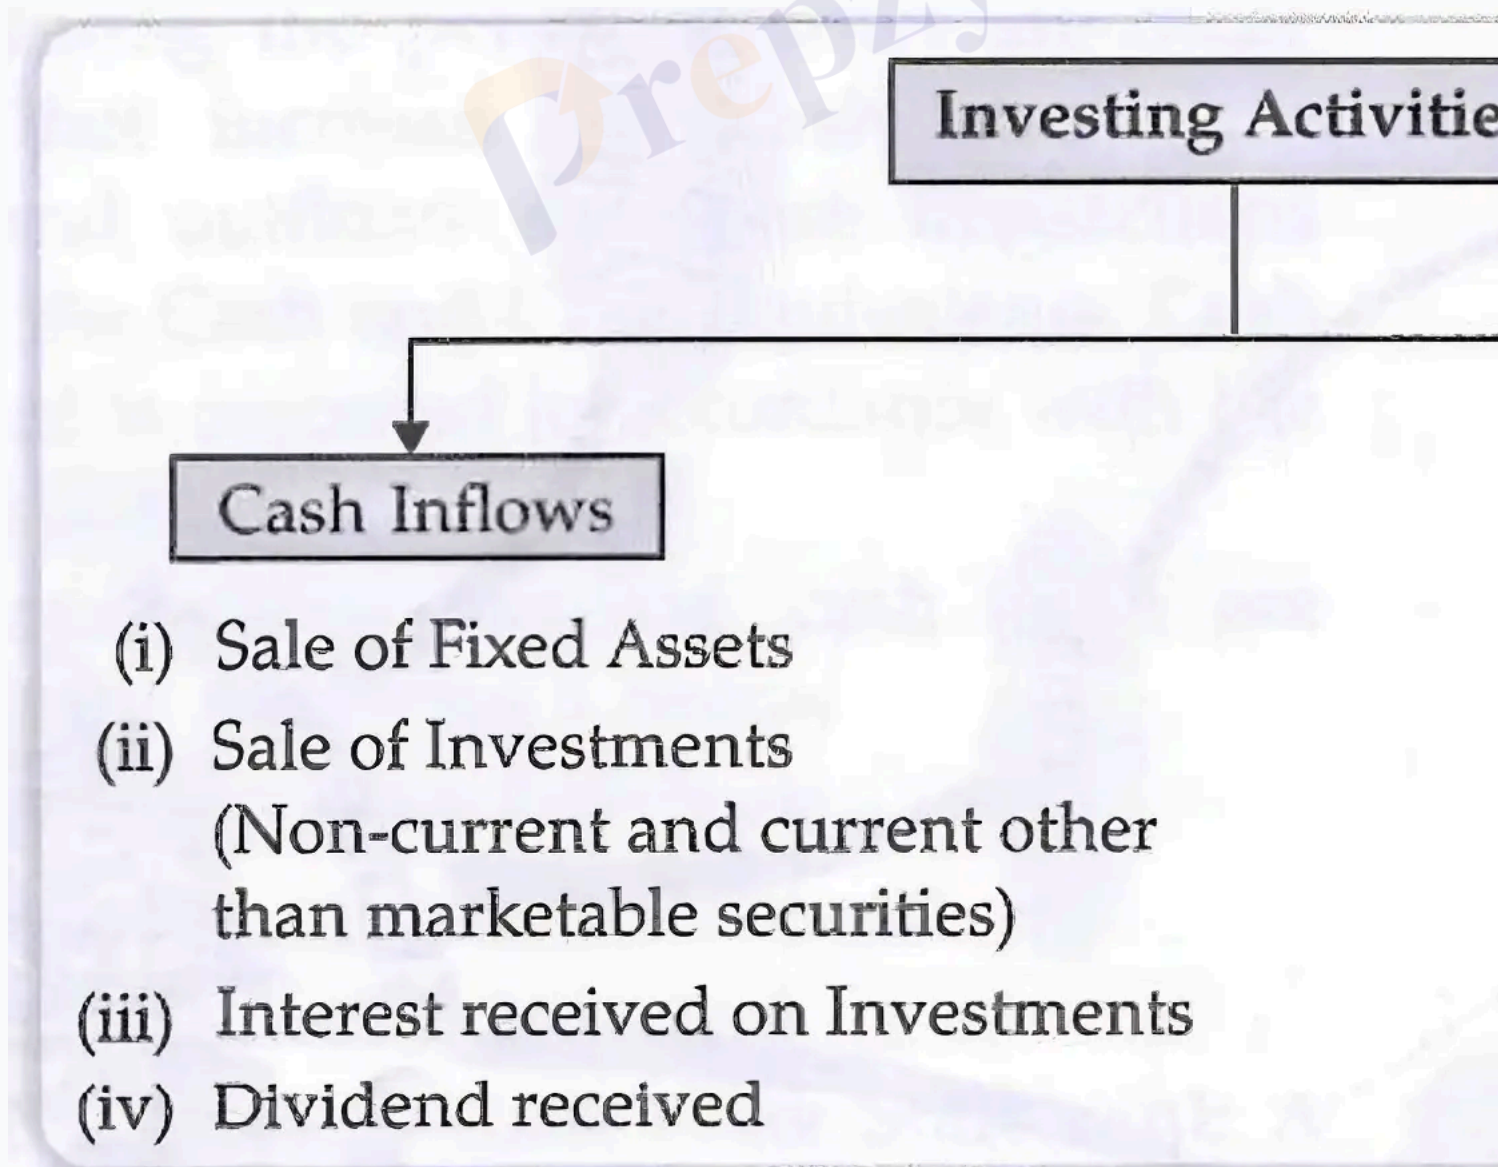 Prepzy
Investing Activitie
Cash Inflows
(i) Sale of Fixed Assets
(ii) Sale of Investments
(Non-current and current other
than marketable securities)
(iii) Interest received on Investments
(iv) Dividend received